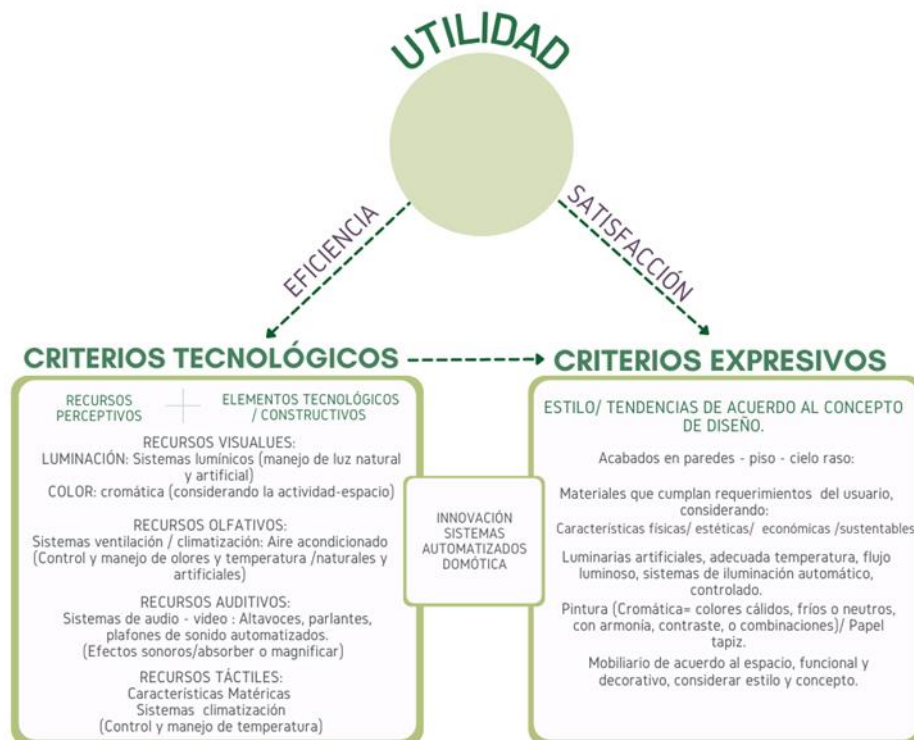 UTILIDAD
EFICIENCIA
SATISFACCIÓN
CRITERIOS TECNOLÓGICOS
RECURSOS
PERCEPTIVOS
ELEMENTOS TECNOLÓGICOS
/ CONSTRUCTIVOS
RECURSOS VISUALUES:
LUMINACIÓN: Sistemas lumínicos (manejo de luz natural
y artificial)
COLOR: cromática (considerando la actividad-espacio)
RECURSOS OLFATIVOS:
Sistemas ventilación / climatización: Aire acondicionado
(Control y manejo de olores y temperatura /naturales y
artificiales)
RECURSOS AUDITIVOS:
Sistemas de audio - video : Altavoces, parlantes,
plafones de sonido automatizados.
(Efectos sonoros/absorber o magnificar)
RECURSOS TÁCTILES:
Características Matéricas
Sistemas climatización
(Control y manejo de temperatura)
INNOVACIÓN
SISTEMAS
AUTOMATIZADOS
DOMÓTICA
CRITERIOS EXPRESIVOS
ESTILO/ TENDENCIAS DE ACUERDO AL CONCEPTO
DE DISEÑO.
Acabados en paredes - piso - cielo raso:
Materiales que cumplan requerimientos del usuario,
considerando:
Características físicas/ estéticas/ económicas /sustentables
Luminarias artificiales, adecuada temperatura, flujo
luminoso, sistemas de iluminación automático,
controlado.
Pintura (Cromática= colores cálidos, fríos o neutros,
con armonía, contraste, o combinaciones)/ Papel
tapiz.
Mobiliario de acuerdo al espacio, funcional y
decorativo, considerar estilo y concepto.